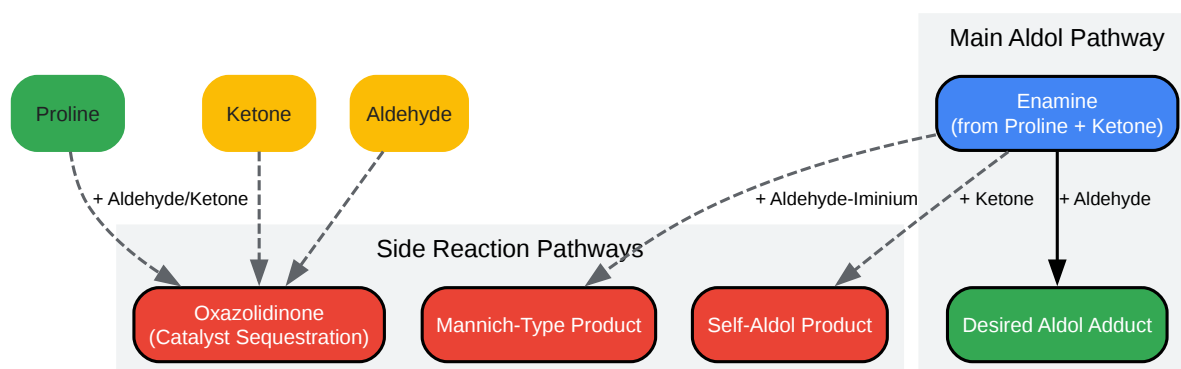 Main Aldol Pathway
Proline
Ketone
Aldehyde
Enamine
(from Proline + Ketone)
+ Aldehyde/Ketone
+ Aldehyde-Iminium
+ Ketone
+ Aldehyde
Side Reaction Pathways
Oxazolidinone
(Catalyst Sequestration)
Mannich-Type Product
Self-Aldol Product
Desired Aldol Adduct